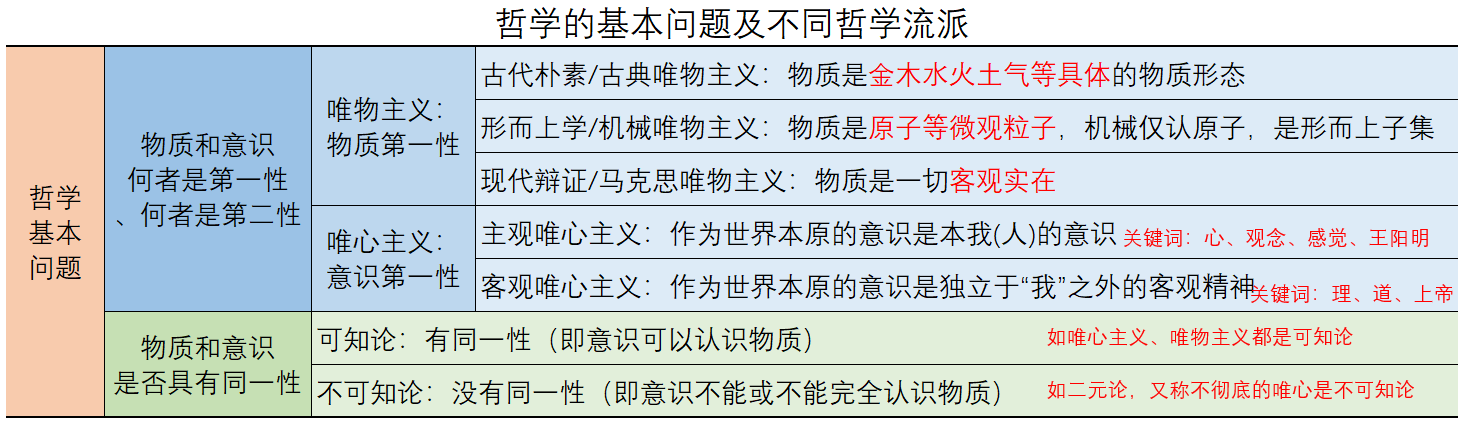 哲学的基本问题及不同哲学流派
哲学
基本
问题
物质和意识
何者是第一性
、何者是第二性
唯物主义：
物质第一性
古代朴素/古典唯物主义：物质是金木水火土气等具体的物质形态
形而上学/机械唯物主义：物质是原子等微观粒子，机械仅认原子，是形而上子集
现代辩证/马克思唯物主义：物质是一切客观实在
唯心主义：
意识第一性
主观唯心主义：作为世界本原的意识是本我(人)的意识 关键词：心、观念、感觉、王阳明
客观唯心主义：作为世界本原的意识是独立于“我”之外的客观精神 关键词：理、道、上帝
物质和意识
是否具有同一性
可知论：有同一性（即意识可以认识物质） 如唯心主义、唯物主义都是可知论
不可知论：没有同一性（即意识不能或不能完全认识物质） 如二元论，又称不彻底的唯心是不可知论